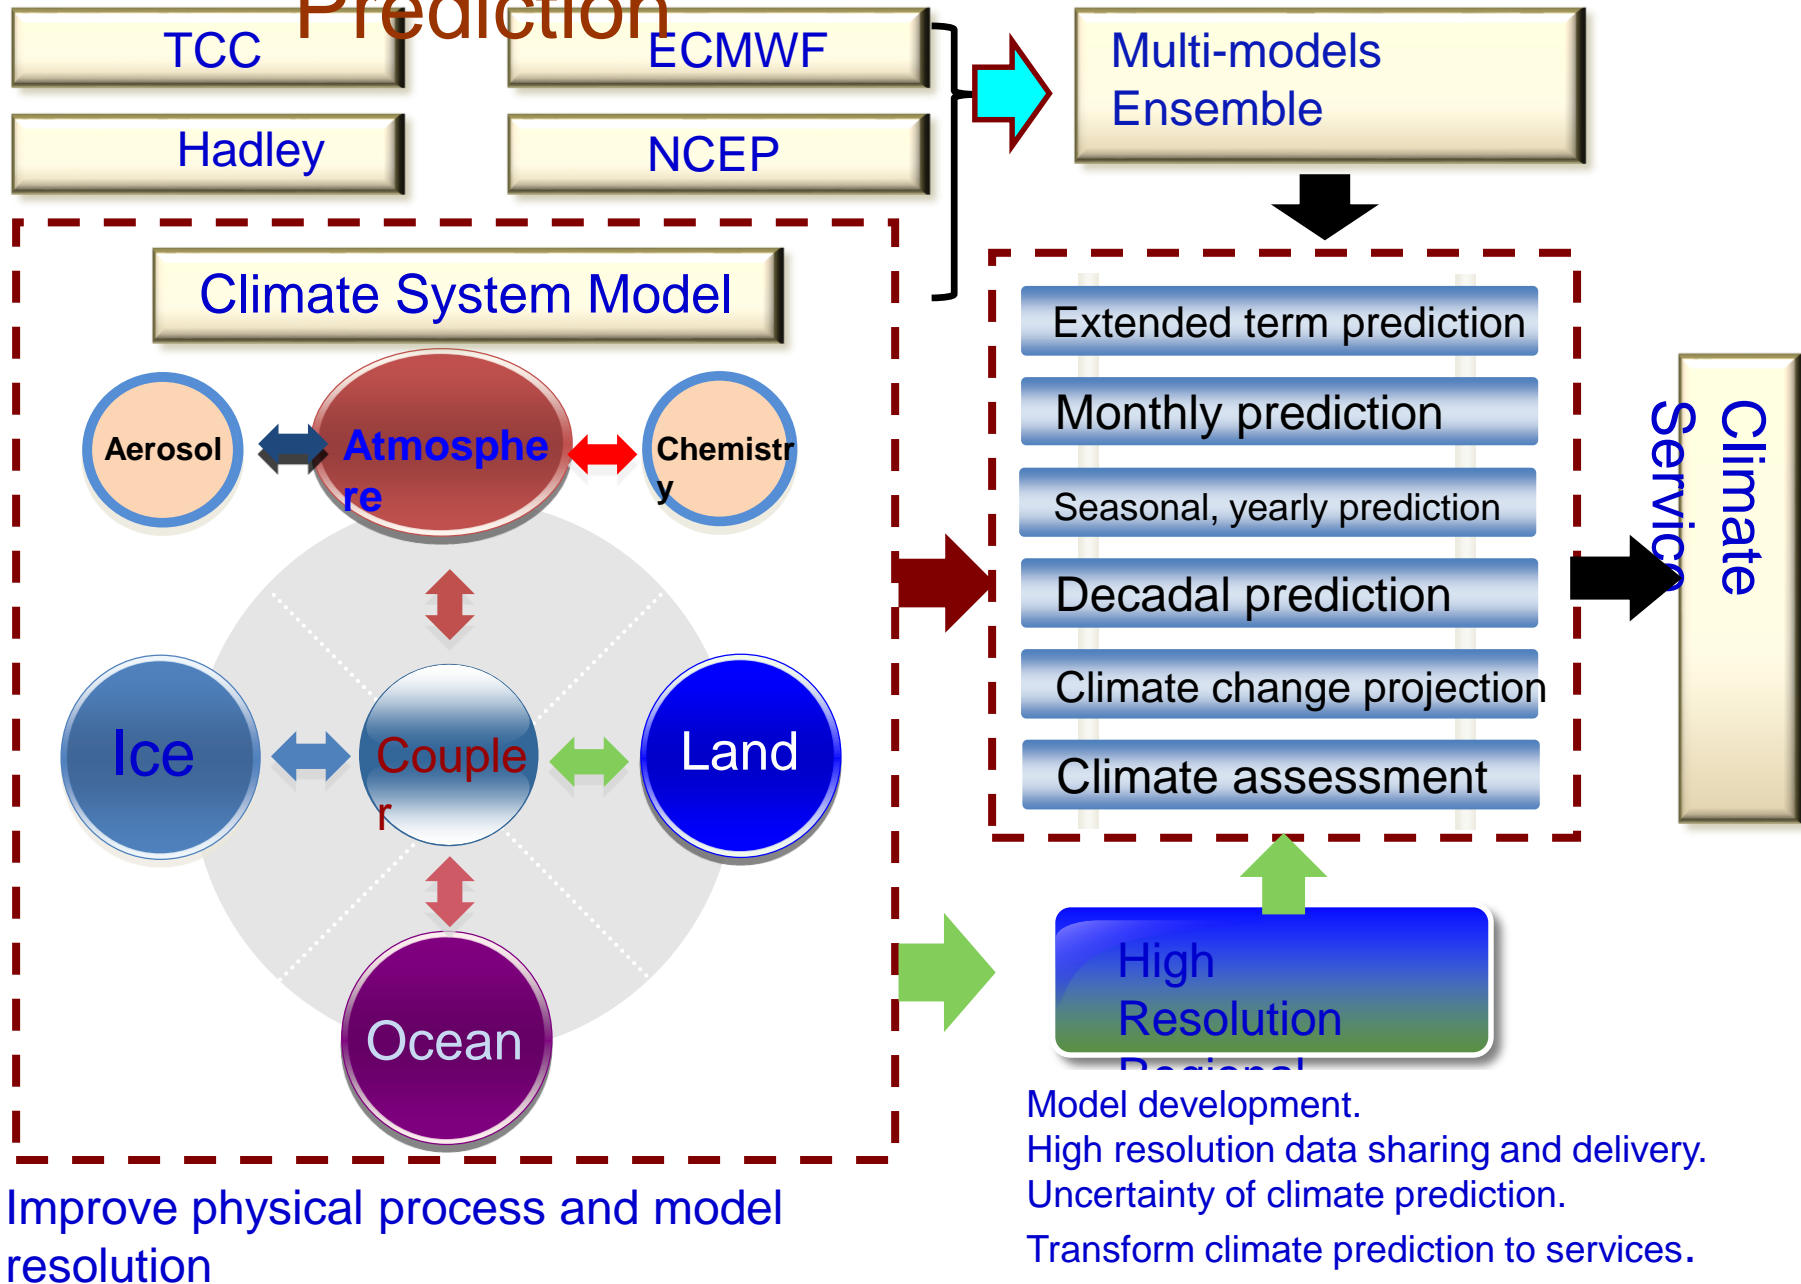 Prediction
TCC
ECMWF
Hadley
NCEP
Multi-models
Ensemble
Climate System Model
Aerosol
Atmosphe
re
Chemistr
y
Ice
Couple
r
Land
Ocean
Extended term prediction
Monthly prediction
Seasonal, yearly prediction
Decadal prediction
Climate change projection
Climate assessment
Climate
Service
High
Resolution
Regional
Model development.
High resolution data sharing and delivery.
Uncertainty of climate prediction.
Transform climate prediction to services.
Improve physical process and model
resolution